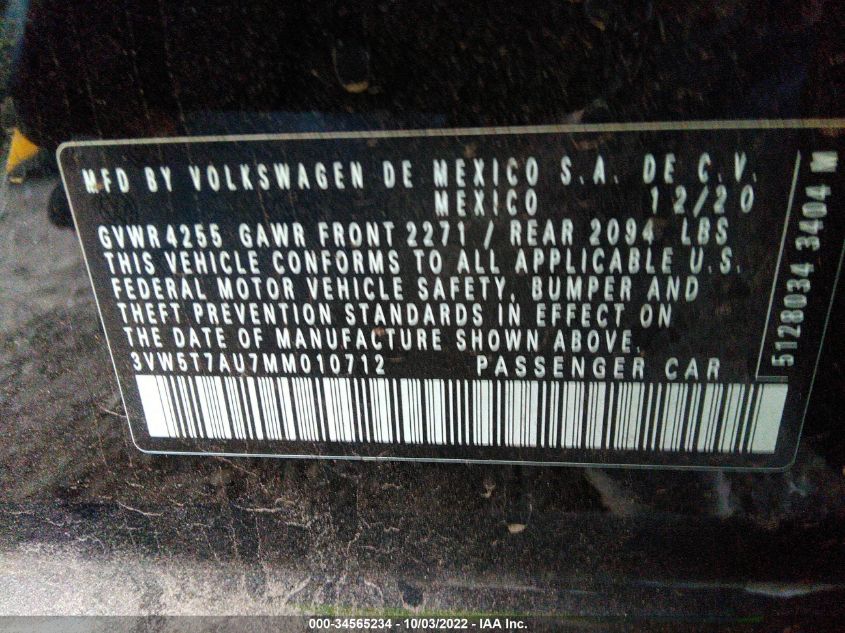 MFD BY VOLKSWAGEN DE MEXICO S.A. DE C.V.
MEXICO 12/20
GVWR4255 GAWR FRONT 2271 / REAR 2094 LBS
THIS VEHICLE CONFORMS TO ALL APPLICABLE U.S.
FEDERAL MOTOR VEHICLE SAFETY, BUMPER AND
THEFT PREVENTION STANDARDS IN EFFECT ON
THE DATE OF MANUFACTURE SHOWN ABOVE.
3VW5T7AU7MM010712 PASSENGER CAR
5128034 3404 M
000-34565234 - 10/03/2022 - IAA Inc.